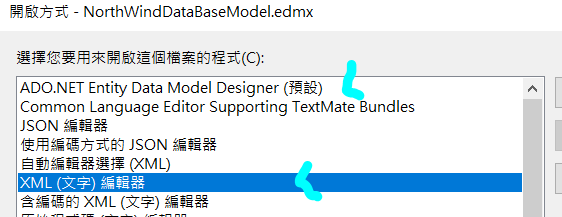 開啟方式 - NorthWindDataBaseModel.edmx
選擇您要用來開啟這個檔案的程式(C):
ADO.NET Entity Data Model Designer (預設)
Common Language Editor Supporting TextMate Bundles
JSON 編輯器
使用編碼方式的 JSON 編輯器
自動編輯器選擇 (XML)
XML (文字) 編輯器
含編碼的 XML (文字) 編輯器